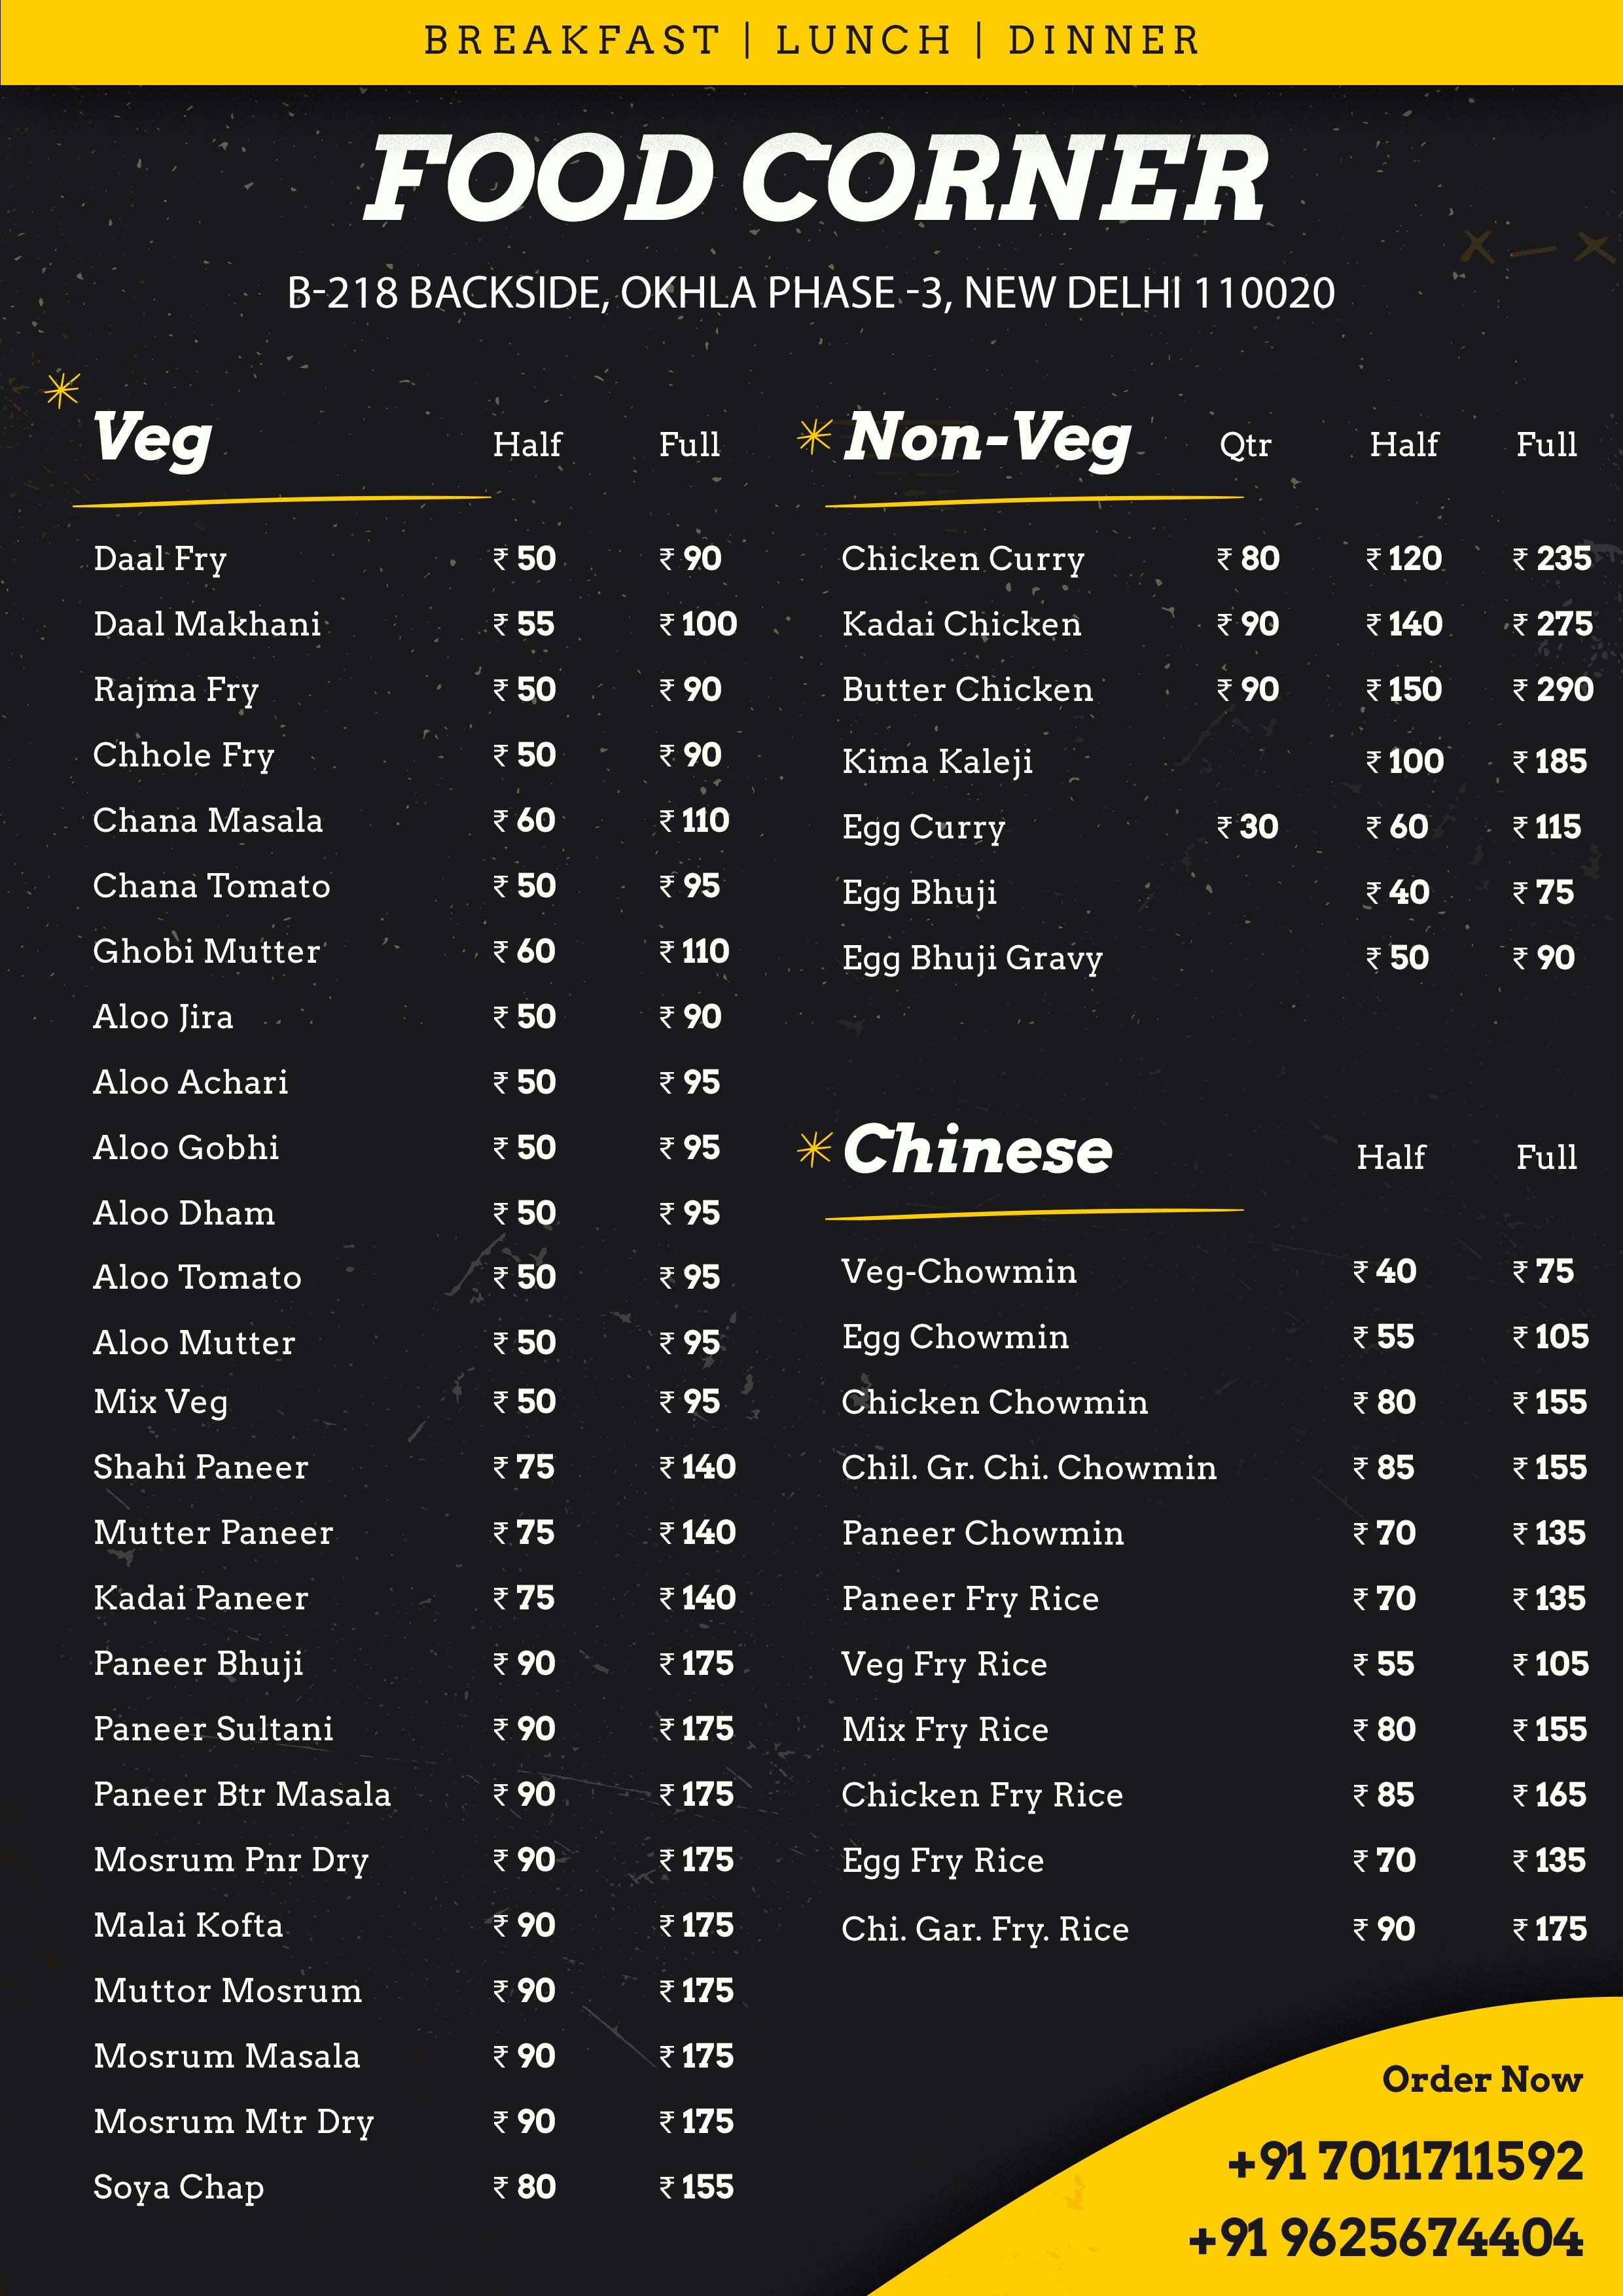 BREAKFAST | LUNCH | DINNER
FOOD CORNER
B-218 BACKSIDE, OKHLA PHASE -3, NEW DELHI 110020
Veg Half Full
Daal Fry ₹ 50 ₹ 90
Daal Makhani ₹ 55 ₹ 100
Rajma Fry ₹ 50 ₹ 90
Chhole Fry ₹ 50 ₹ 90
Chana Masala ₹ 60 ₹ 110
Chana Tomato ₹ 50 ₹ 95
Ghobi Mutter ₹ 60 ₹ 110
Aloo Jira ₹ 50 ₹ 90
Aloo Achari ₹ 50 ₹ 95
Aloo Gobhi ₹ 50 ₹ 95
Aloo Dham ₹ 50 ₹ 95
Aloo Tomato ₹ 50 ₹ 95
Aloo Mutter ₹ 50 ₹ 95
Mix Veg ₹ 50 ₹ 95
Shahi Paneer ₹ 75 ₹ 140
Mutter Paneer ₹ 75 ₹ 140
Kadai Paneer ₹ 75 ₹ 140
Paneer Bhuji ₹ 90 ₹ 175
Paneer Sultani ₹ 90 ₹ 175
Paneer Btr Masala ₹ 90 ₹ 175
Mosrum Pnr Dry ₹ 90 ₹ 175
Malai Kofta ₹ 90 ₹ 175
Muttor Mosrum ₹ 90 ₹ 175
Mosrum Masala ₹ 90 ₹ 175
Mosrum Mtr Dry ₹ 90 ₹ 175
Soya Chap ₹ 80 ₹ 155
Non-Veg Qtr Half Full
Chicken Curry ₹ 80 ₹ 120 ₹ 235
Kadai Chicken ₹ 90 ₹ 140 ₹ 275
Butter Chicken ₹ 90 ₹ 150 ₹ 290
Kima Kaleji ₹ 100 ₹ 185
Egg Curry ₹ 30 ₹ 60 ₹ 115
Egg Bhuji ₹ 40 ₹ 75
Egg Bhuji Gravy ₹ 50 ₹ 90
Chinese Half Full
Veg-Chowmin ₹ 40 ₹ 75
Egg Chowmin ₹ 55 ₹ 105
Chicken Chowmin ₹ 80 ₹ 155
Chil. Gr. Chi. Chowmin ₹ 85 ₹ 155
Paneer Chowmin ₹ 70 ₹ 135
Paneer Fry Rice ₹ 70 ₹ 135
Veg Fry Rice ₹ 55 ₹ 105
Mix Fry Rice ₹ 80 ₹ 155
Chicken Fry Rice ₹ 85 ₹ 165
Egg Fry Rice ₹ 70 ₹ 135
Chi. Gar. Fry. Rice ₹ 90 ₹ 175
Order Now
+91 7011711592
+91 9625674404